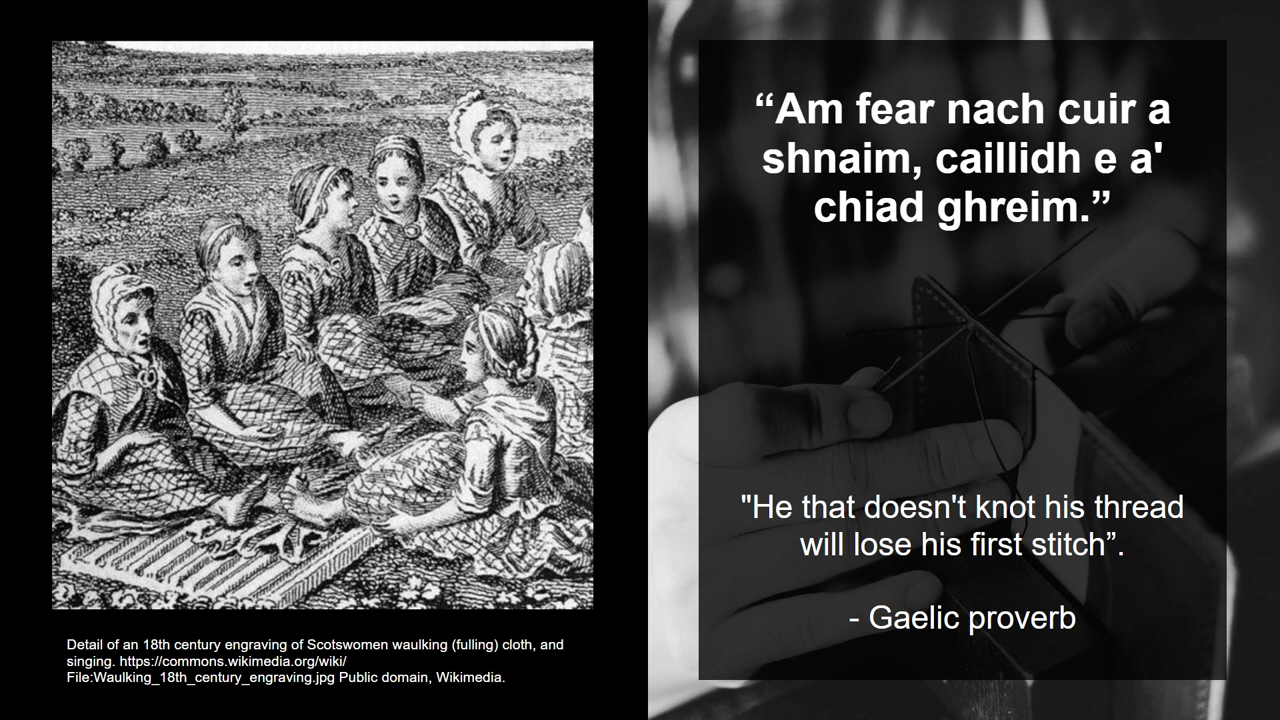 Detail of an 18th century engraving of Scotswomen waulking (fulling) cloth, and
singing. https://commons.wikimedia.org/wiki/
File:Waulking_18th_century_engraving.jpg Public domain, Wikimedia.
“Am fear nach cuir a
shnaim, caillidh e a'
chiad ghreim.”
"He that doesn't knot his thread
will lose his first stitch”.
- Gaelic proverb